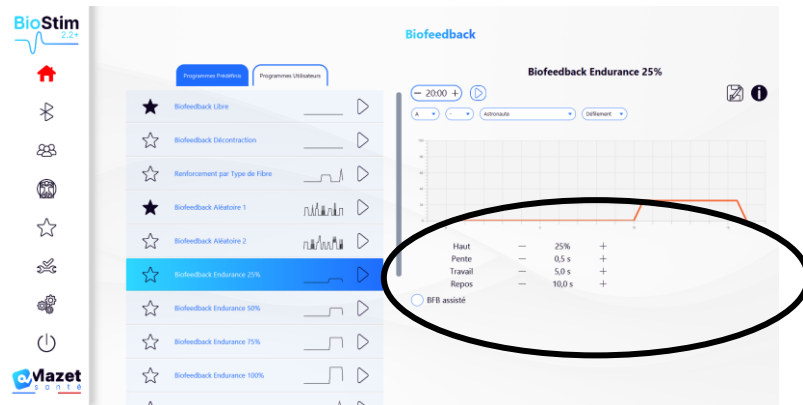 BioStim
2.2+
Biofeedback
Programmes Prédéfinis
Programmes Utilisateurs
Biofeedback Libre
Biofeedback Décontraction
Renforcement par Type de Fibre
Biofeedback Aléatoire 1
Biofeedback Aléatoire 2
Biofeedback Endurance 25%
Biofeedback Endurance 50%
Biofeedback Endurance 75%
Biofeedback Endurance 100%
Biofeedback Endurance 25%
− 20:00 +
A - Astronaute Défilement
Haut − 25% +
Pente − 0,5 s +
Travail − 5,0 s +
Repos − 10,0 s +
BFB assisté
Mazet
santé